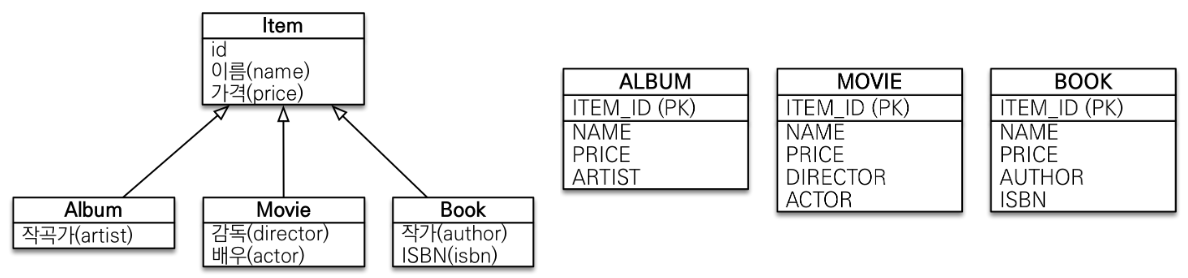 Item
id
이름(name)
가격(price)
Album
작곡가(artist)
Movie
감독(director)
배우(actor)
Book
작가(author)
ISBN(isbn)
ALBUM
ITEM_ID (PK)
NAME
PRICE
ARTIST
MOVIE
ITEM_ID (PK)
NAME
PRICE
DIRECTOR
ACTOR
BOOK
ITEM_ID (PK)
NAME
PRICE
AUTHOR
ISBN